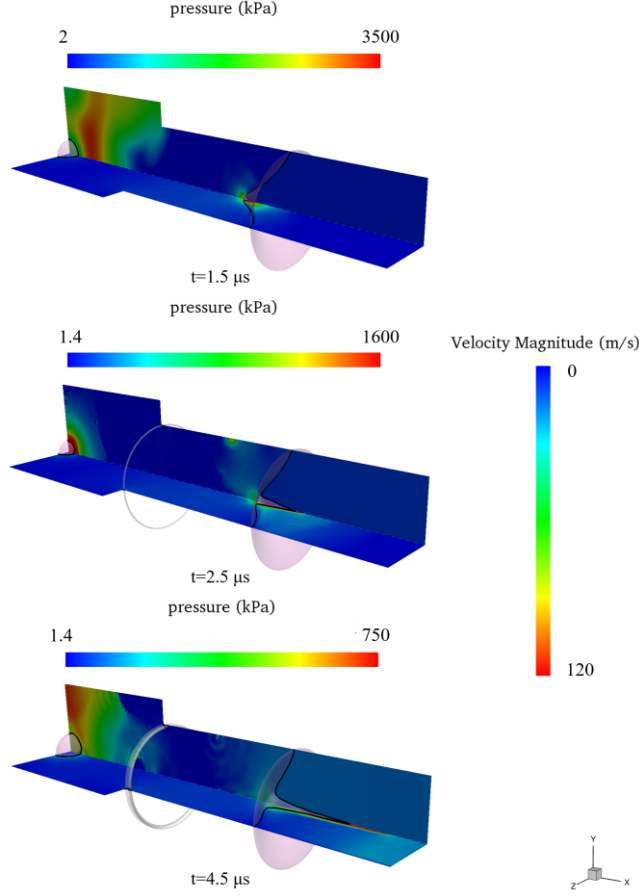 pressure (kPa)
2 3500
t=1.5 μs
pressure (kPa)
1.4 1600
Velocity Magnitude (m/s)
0
t=2.5 μs
pressure (kPa)
1.4 750
120
t=4.5 μs
Y
Z X